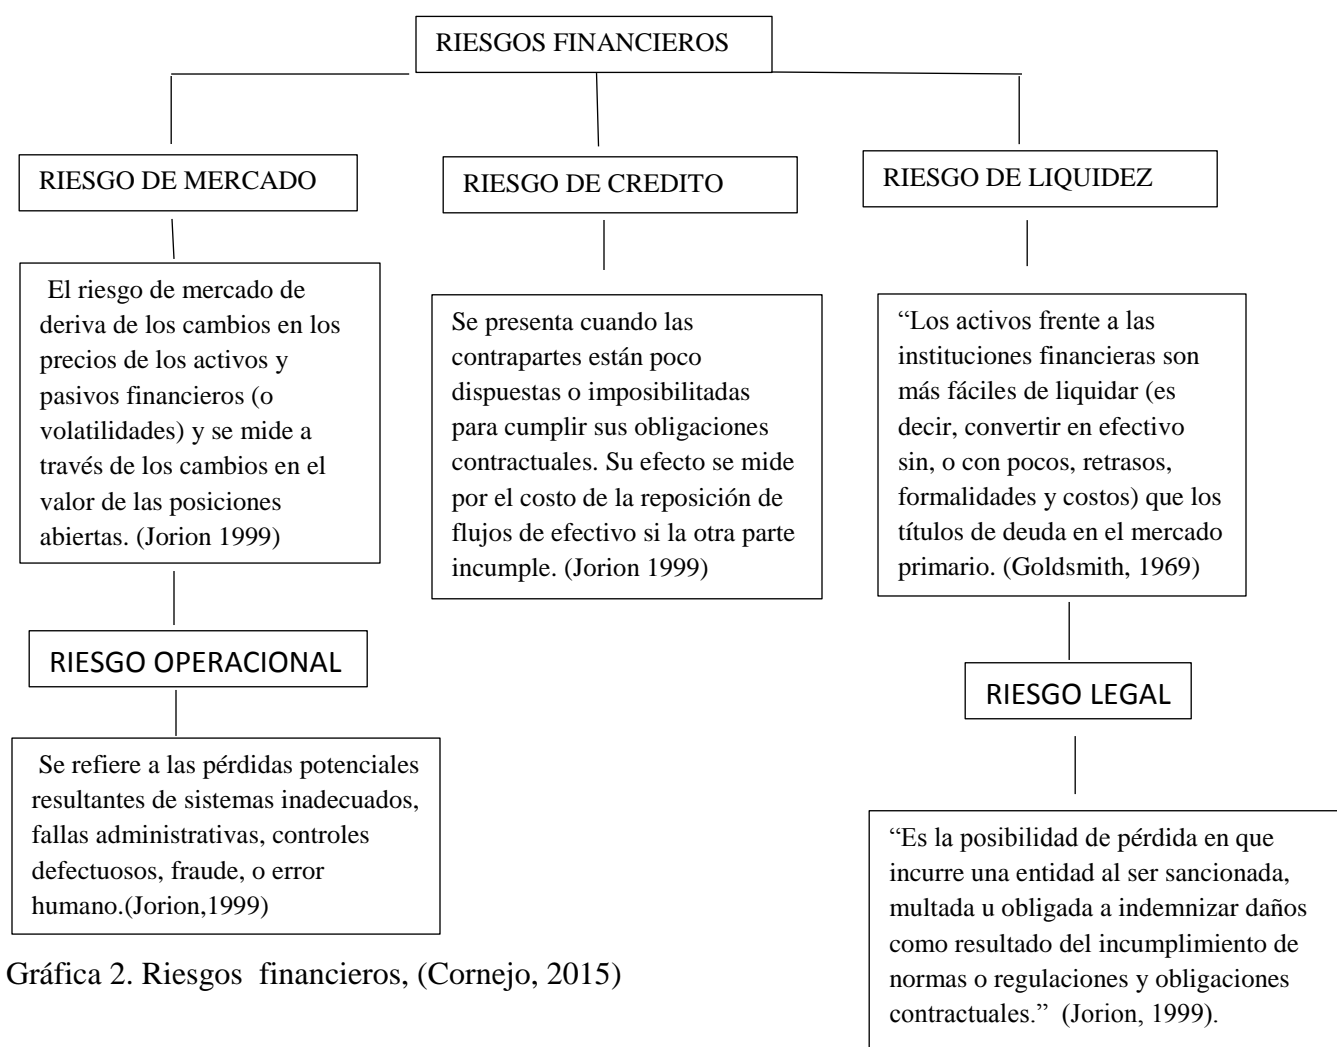 RIESGOS FINANCIEROS
RIESGO DE MERCADO
El riesgo de mercado de
deriva de los cambios en los
precios de los activos y
pasivos financieros (o
volatilidades) y se mide a
través de los cambios en el
valor de las posiciones
abiertas. (Jorion 1999)
RIESGO OPERACIONAL
Se refiere a las pérdidas potenciales
resultantes de sistemas inadecuados,
fallas administrativas, controles
defectuosos, fraude, o error
humano.(Jorion,1999)
RIESGO DE CREDITO
Se presenta cuando las
contrapartes están poco
dispuestas o imposibilitadas
para cumplir sus obligaciones
contractuales. Su efecto se mide
por el costo de la reposición de
flujos de efectivo si la otra parte
incumple. (Jorion 1999)
RIESGO DE LIQUIDEZ
“Los activos frente a las
instituciones financieras son
más fáciles de liquidar (es
decir, convertir en efectivo
sin, o con pocos, retrasos,
formalidades y costos) que los
títulos de deuda en el mercado
primario. (Goldsmith, 1969)
RIESGO LEGAL
“Es la posibilidad de pérdida en que
incurre una entidad al ser sancionada,
multada u obligada a indemnizar daños
como resultado del incumplimiento de
normas o regulaciones y obligaciones
contractuales.” (Jorion, 1999).
Gráfica 2. Riesgos financieros, (Cornejo, 2015)